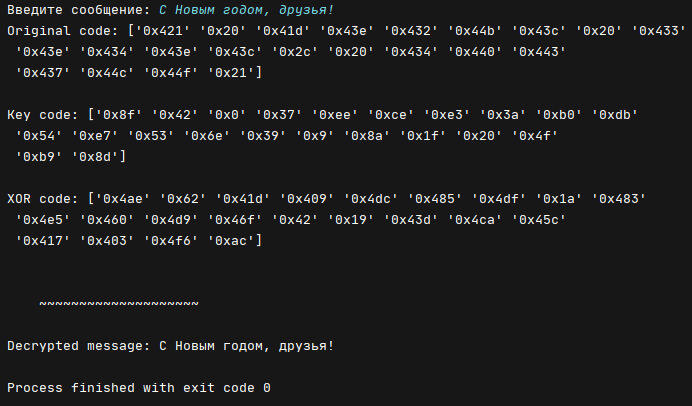 Введите сообщение: С Новым годом, друзья!
Original code: ['0x421' '0x20' '0x41d' '0x43e' '0x432' '0x44b' '0x43c' '0x20' '0x433'
'0x43e' '0x434' '0x43e' '0x43c' '0x2c' '0x20' '0x434' '0x440' '0x443'
'0x437' '0x44c' '0x44f' '0x21']
Key code: ['0x8f' '0x42' '0x0' '0x37' '0xee' '0xce' '0xe3' '0x3a' '0xb0' '0xdb'
'0x54' '0xe7' '0x53' '0x6e' '0x39' '0x9' '0x8a' '0x1f' '0x20' '0x4f'
'0xb9' '0x8d']
XOR code: ['0x4ae' '0x62' '0x41d' '0x409' '0x4dc' '0x485' '0x4df' '0x1a' '0x483'
'0x4e5' '0x460' '0x4d9' '0x46f' '0x42' '0x19' '0x43d' '0x4ca' '0x45c'
'0x417' '0x403' '0x4f6' '0xac']
~~~~~~~~~~~~~~~~~~~~
Decrypted message: С Новым годом, друзья!
Process finished with exit code 0